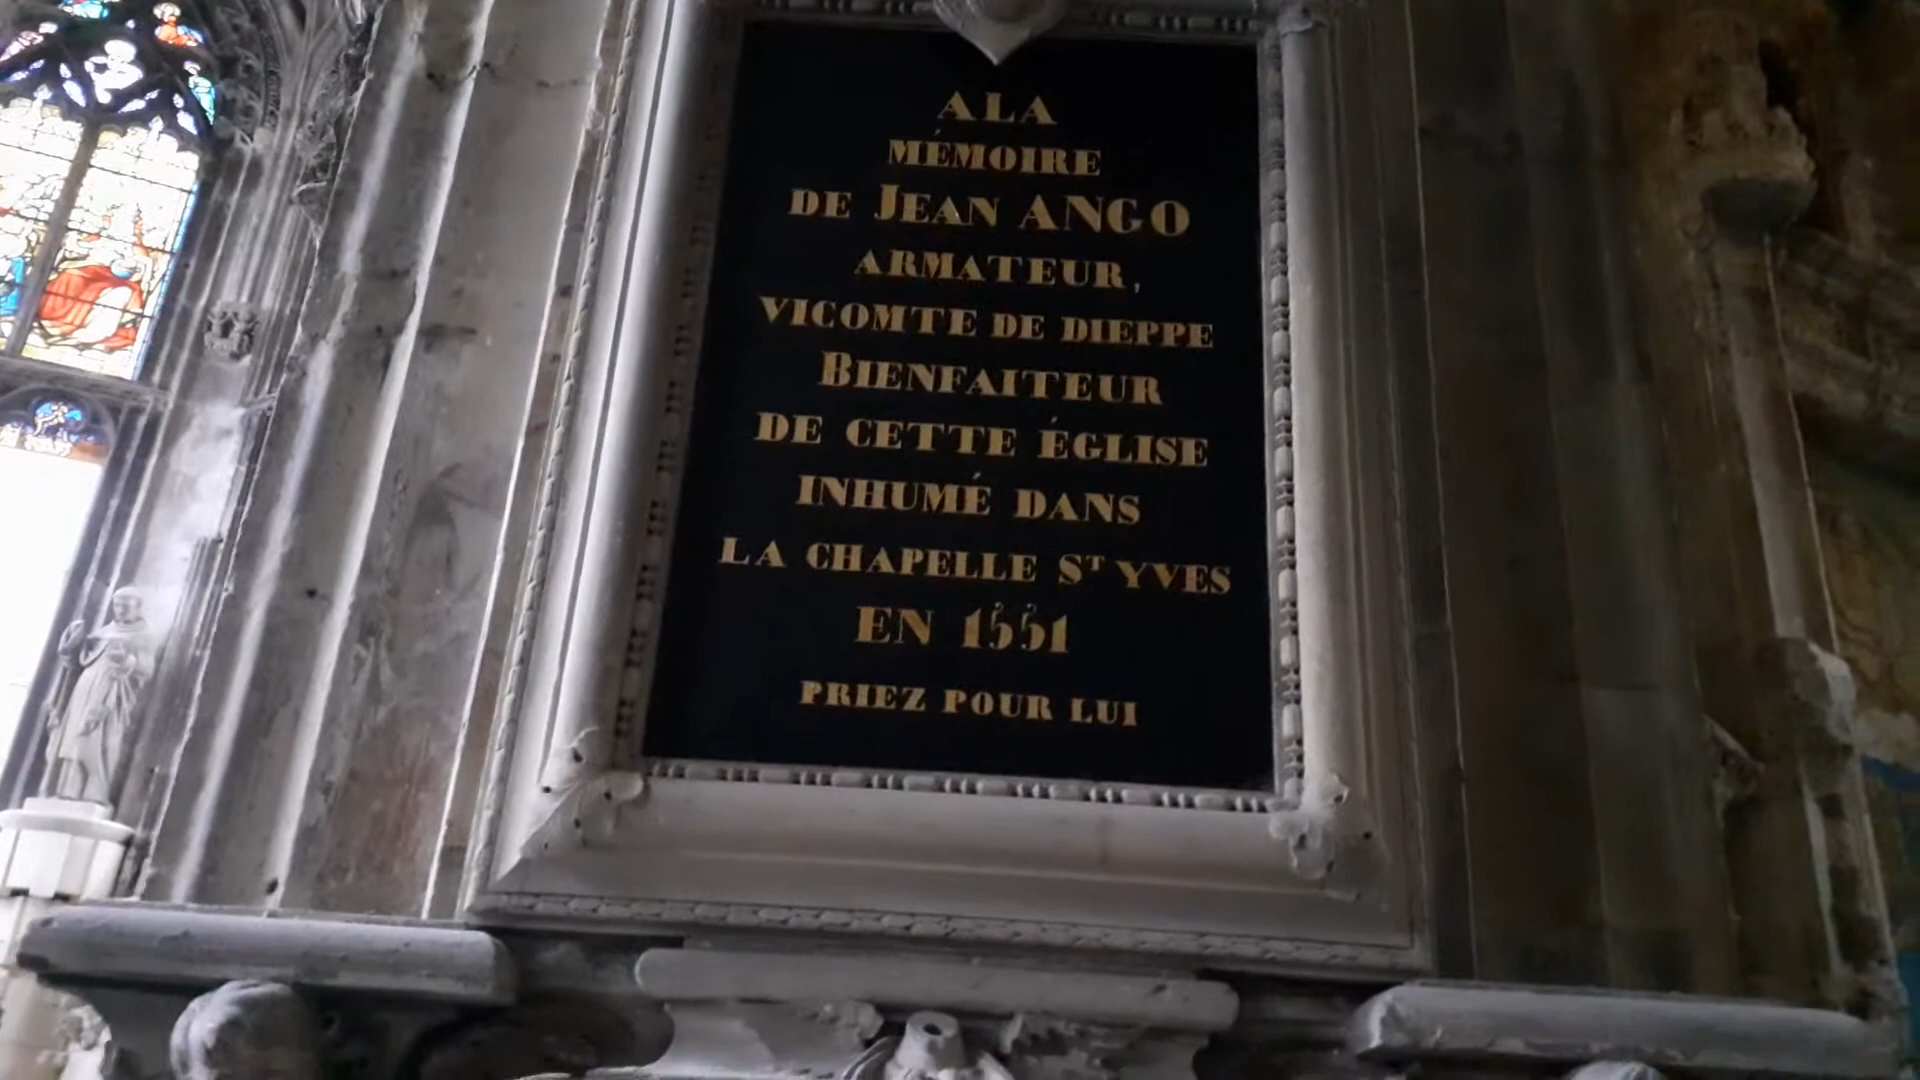 A LA
MÉMOIRE
DE JEAN ANGO
ARMATEUR,
VICOMTE DE DIEPPE
BIENFAITEUR
DE CETTE ÉGLISE
INHUMÉ DANS
LA CHAPELLE ST YVES
EN 1551
PRIEZ POUR LUI